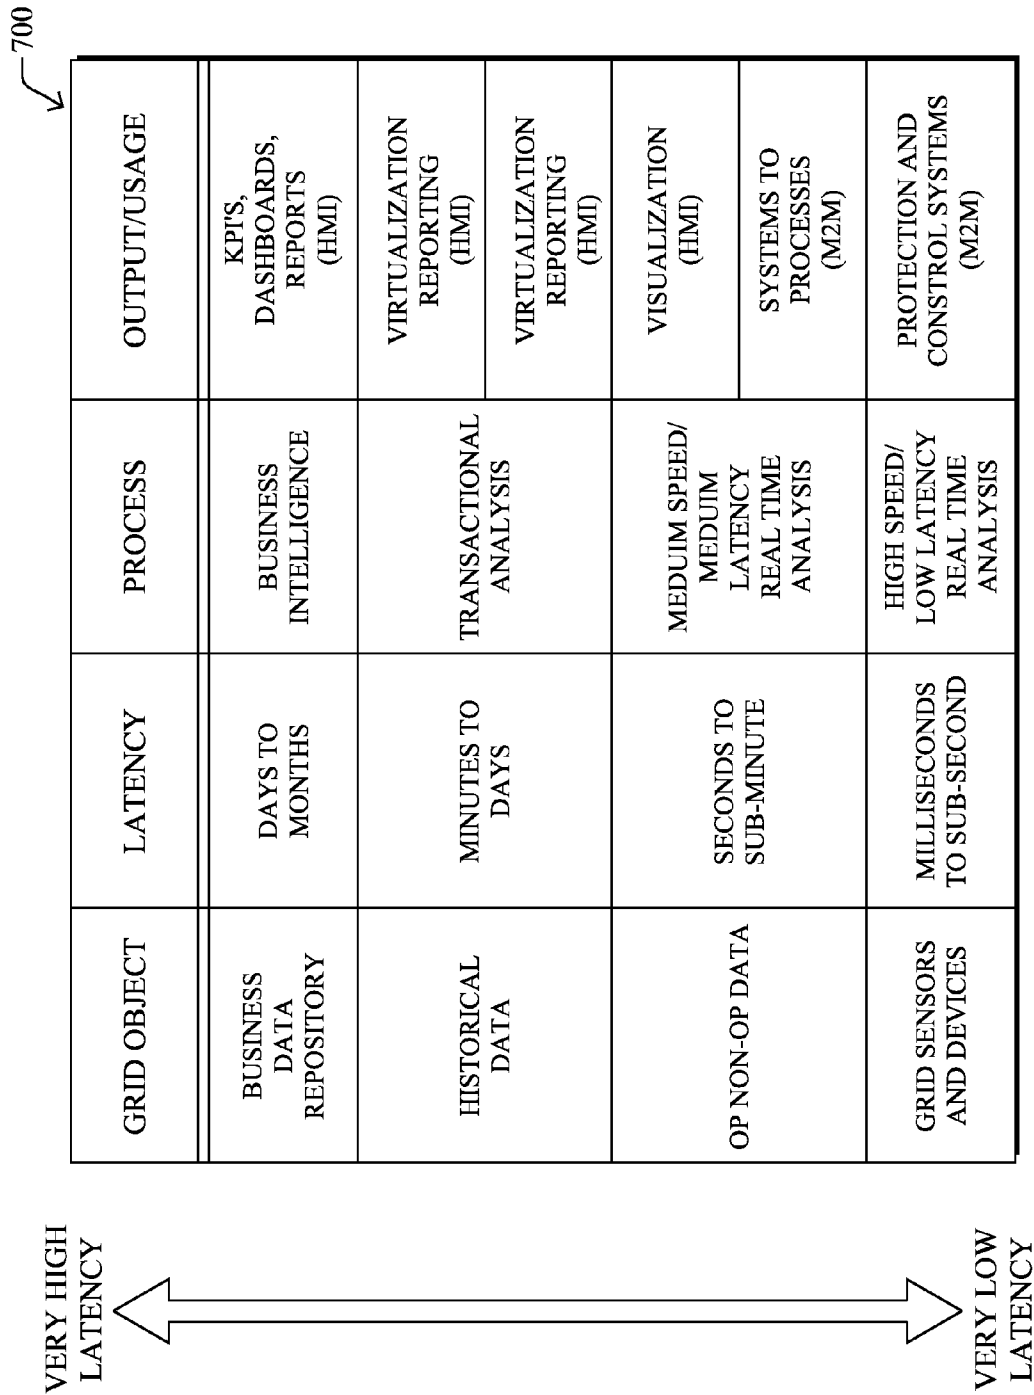 700
VERY HIGH
LATENCY
GRID OBJECT
LATENCY
PROCESS
OUTPUT/USAGE
BUSINESS
DATA
REPOSITORY
DAYS TO
MONTHS
BUSINESS
INTELLIGENCE
KPI'S,
DASHBOARDS,
REPORTS
(HMI)
HISTORICAL
DATA
MINUTES TO
DAYS
TRANSACTIONAL
ANALYSIS
VIRTUALIZATION
REPORTING
(HMI)
VIRTUALIZATION
REPORTING
(HMI)
OP NON-OP DATA
SECONDS TO
SUB-MINUTE
MEDUIM SPEED/
MEDUIM
LATENCY
REAL TIME
ANALYSIS
VISUALIZATION
(HMI)
SYSTEMS TO
PROCESSES
(M2M)
GRID SENSORS
AND DEVICES
MILLISECONDS
TO SUB-SECOND
HIGH SPEED/
LOW LATENCY
REAL TIME
ANALYSIS
PROTECTION AND
CONSTROL SYSTEMS
(M2M)
VERY LOW
LATENCY